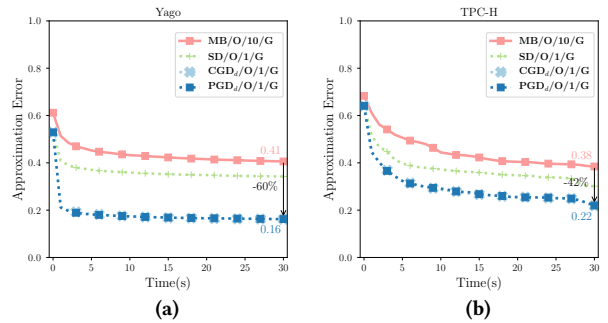 Yago
1.0
0.8
0.6
0.4
0.2
0.0
Approximation Error
MB/O/10/G
SD/O/1/G
CGD_d/O/1/G
PGD_d/O/1/G
0.41
-60%
0.16
0 5 10 15 20 25 30
Time(s)
(a)
TPC-H
1.0
0.8
0.6
0.4
0.2
0.0
Approximation Error
MB/O/10/G
SD/O/1/G
CGD_d/O/1/G
PGD_d/O/1/G
0.38
-42%
0.22
0 5 10 15 20 25 30
Time(s)
(b)